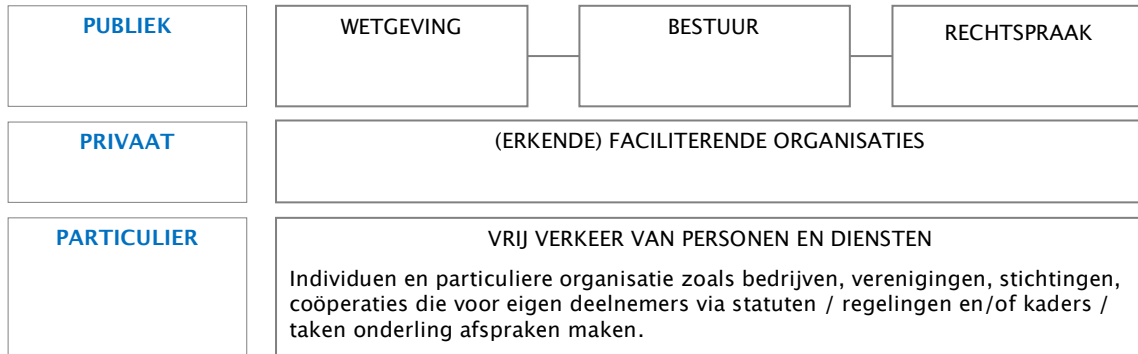 PUBLIEK
WETGEVING
BESTUUR
RECHTSPRAAK
PRIVAAT
(ERKENDE) FACILITERENDE ORGANISATIES
PARTICULIER
VRIJ VERKEER VAN PERSONEN EN DIENSTEN
Individuen en particuliere organisatie zoals bedrijven, verenigingen, stichtingen,
coöperaties die voor eigen deelnemers via statuten / regelingen en/of kaders /
taken onderling afspraken maken.